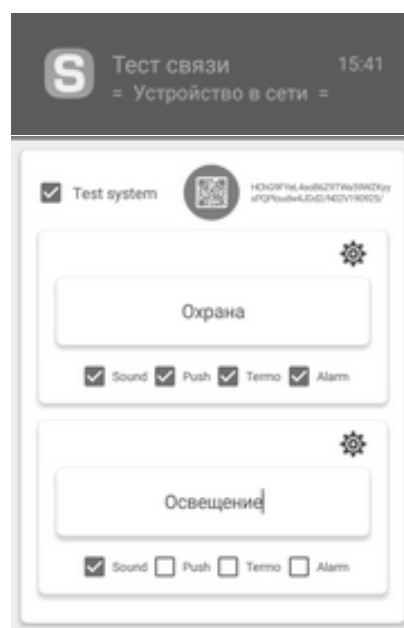 S
Тест связи 15:41
= Устройство в сети =
Test system
Охрана
Sound Push Termo Alarm
Освещение
Sound Push Termo Alarm